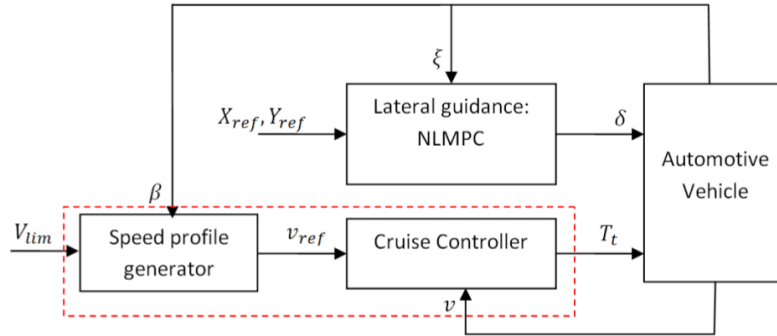 ξ
Lateral guidance:
NLMPC
X_ref, Y_ref
δ
Automotive
Vehicle
β
V_lim
Speed profile
generator
v_ref
Cruise Controller
T_t
v